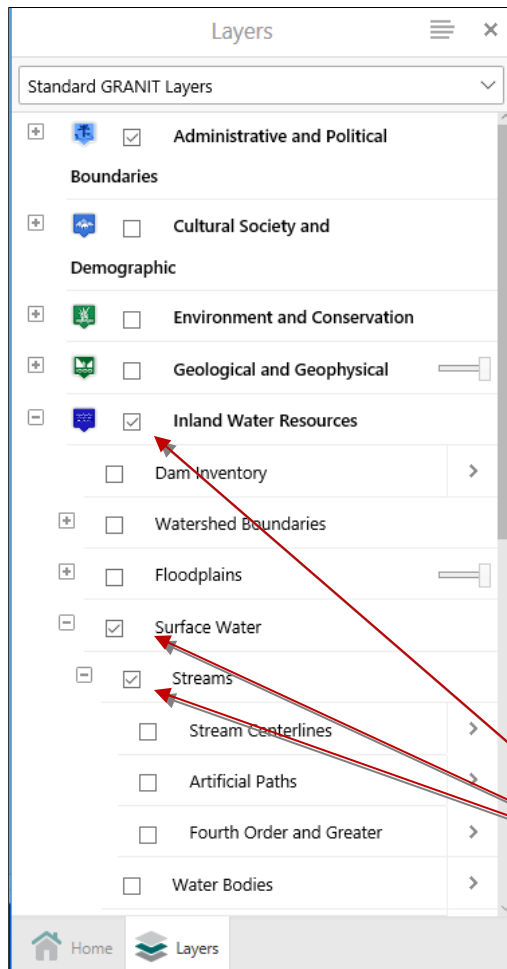 Layers
Standard GRANIT Layers
Administrative and Political
Boundaries
Cultural Society and
Demographic
Environment and Conservation
Geological and Geophysical
Inland Water Resources
Dam Inventory
Watershed Boundaries
Floodplains
Surface Water
Streams
Stream Centerlines
Artificial Paths
Fourth Order and Greater
Water Bodies
Home Layers